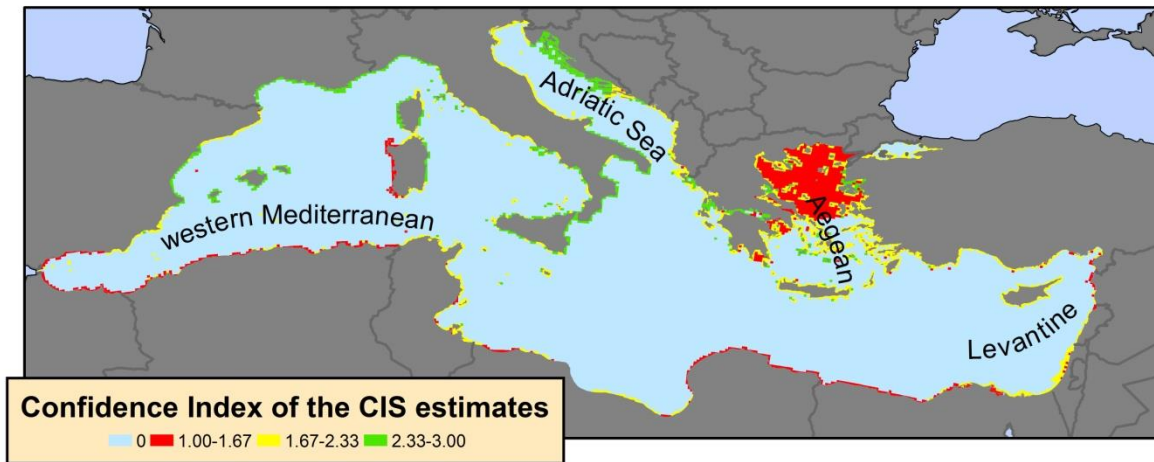 Adriatic Sea
western Mediterranean
Aegean
Levantine
Confidence Index of the CIS estimates
0 1.00-1.67 1.67-2.33 2.33-3.00